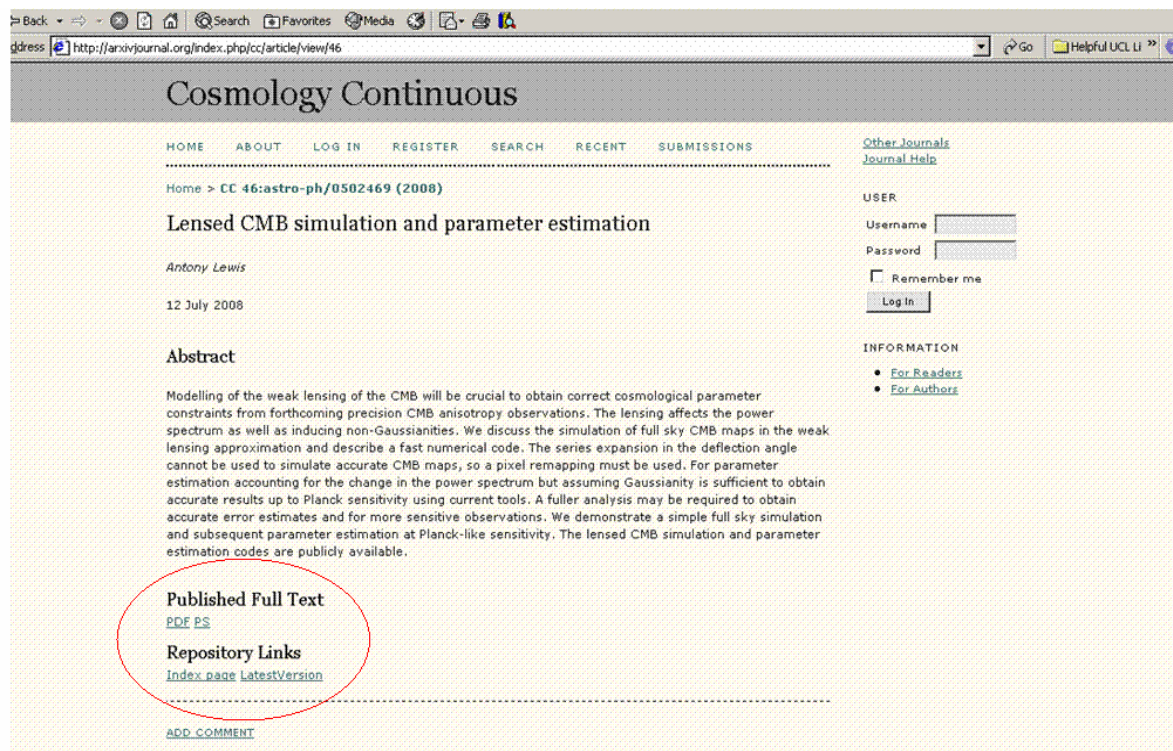 Back Search Favorites Media
ddress http://arxivjournal.org/index.php/cc/article/view/46 Go Helpful UCL Li »
Cosmology Continuous
HOME ABOUT LOG IN REGISTER SEARCH RECENT SUBMISSIONS
Home > CC 46:astro-ph/0502469 (2008)
Lensed CMB simulation and parameter estimation
Antony Lewis
12 July 2008
Abstract
Modelling of the weak lensing of the CMB will be crucial to obtain correct cosmological parameter
constraints from forthcoming precision CMB anisotropy observations. The lensing affects the power
spectrum as well as inducing non-Gaussianities. We discuss the simulation of full sky CMB maps in the weak
lensing approximation and describe a fast numerical code. The series expansion in the deflection angle
cannot be used to simulate accurate CMB maps, so a pixel remapping must be used. For parameter
estimation accounting for the change in the power spectrum but assuming Gaussianity is sufficient to obtain
accurate results up to Planck sensitivity using current tools. A fuller analysis may be required to obtain
accurate error estimates and for more sensitive observations. We demonstrate a simple full sky simulation
and subsequent parameter estimation at Planck-like sensitivity. The lensed CMB simulation and parameter
estimation codes are publicly available.
Published Full Text
PDF PS
Repository Links
Index page LatestVersion
ADD COMMENT
Other Journals
Journal Help
USER
Username
Password
Remember me
Log In
INFORMATION
For Readers
For Authors